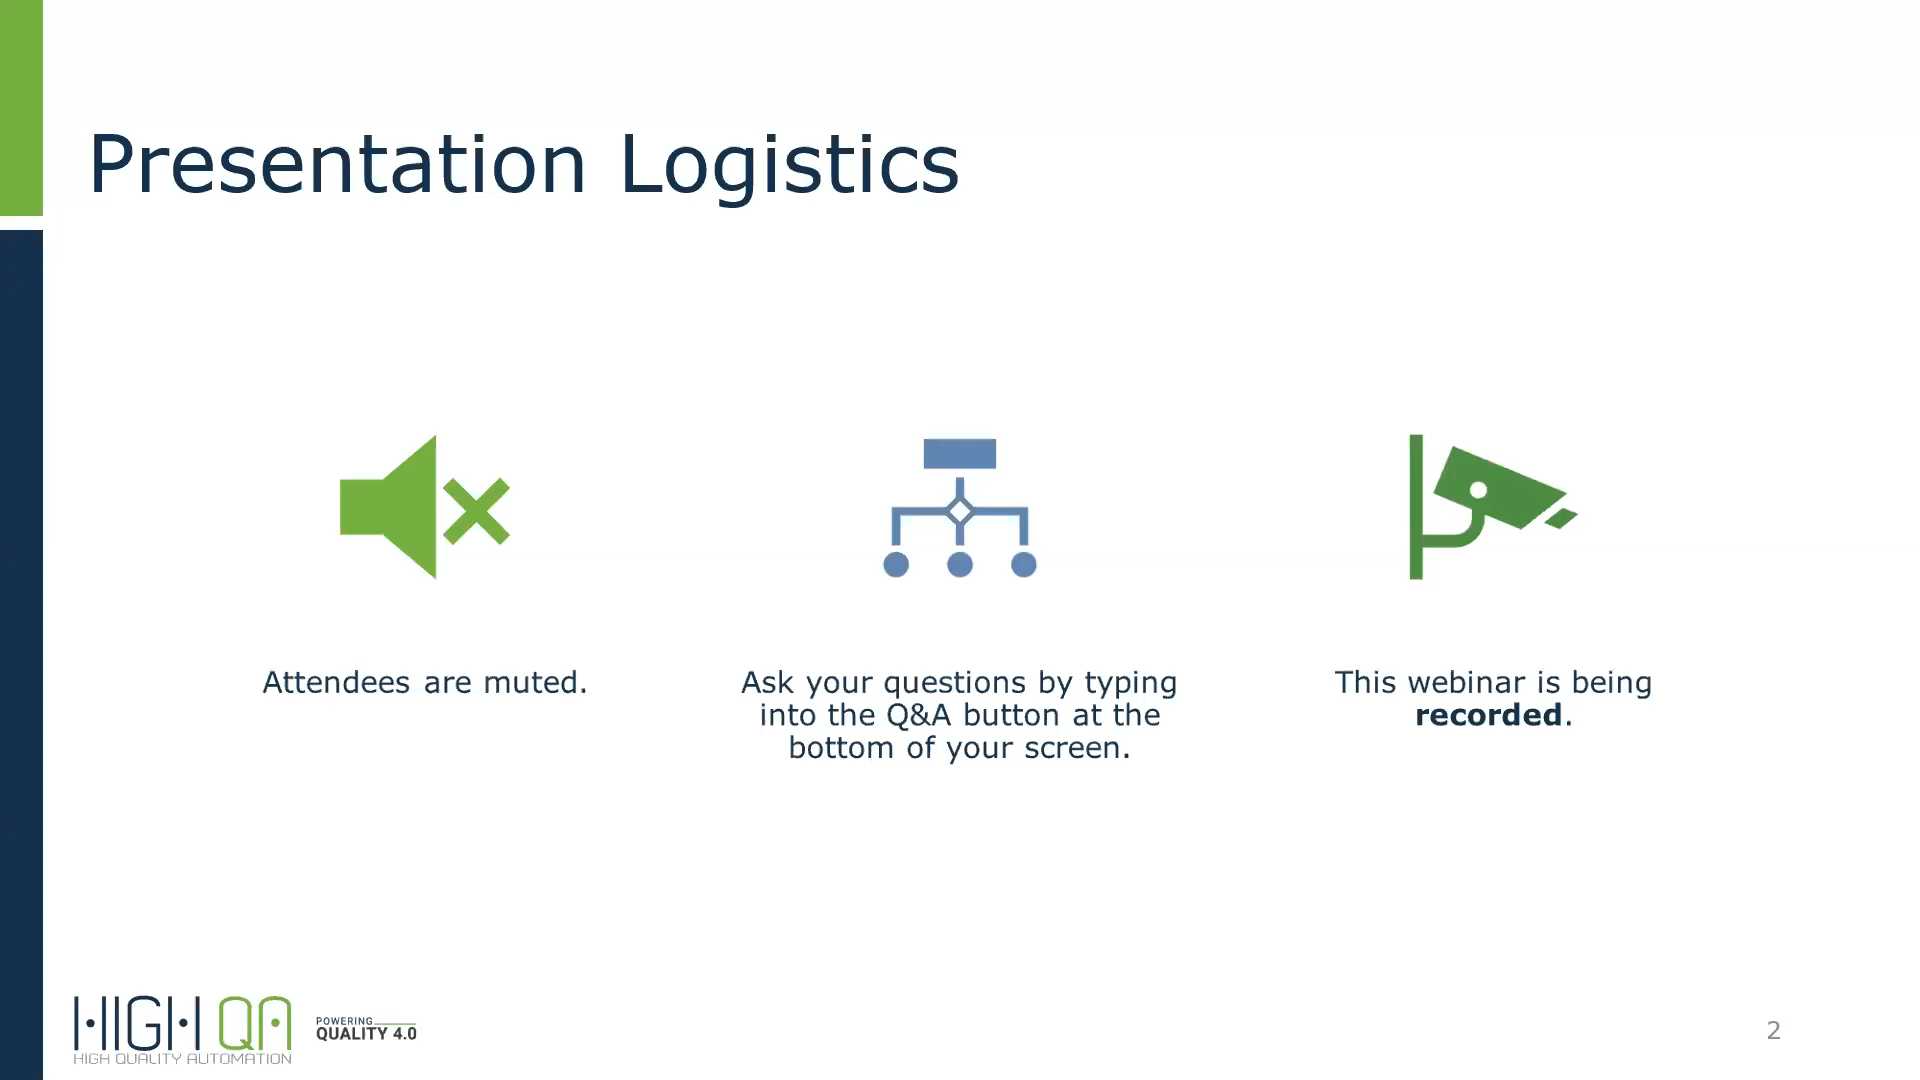 Presentation Logistics
Attendees are muted.
Ask your questions by typing
into the Q&A button at the
bottom of your screen.
This webinar is being
recorded.
HIGH QA
HIGH QUALITY AUTOMATION
POWERING
QUALITY 4.0
2